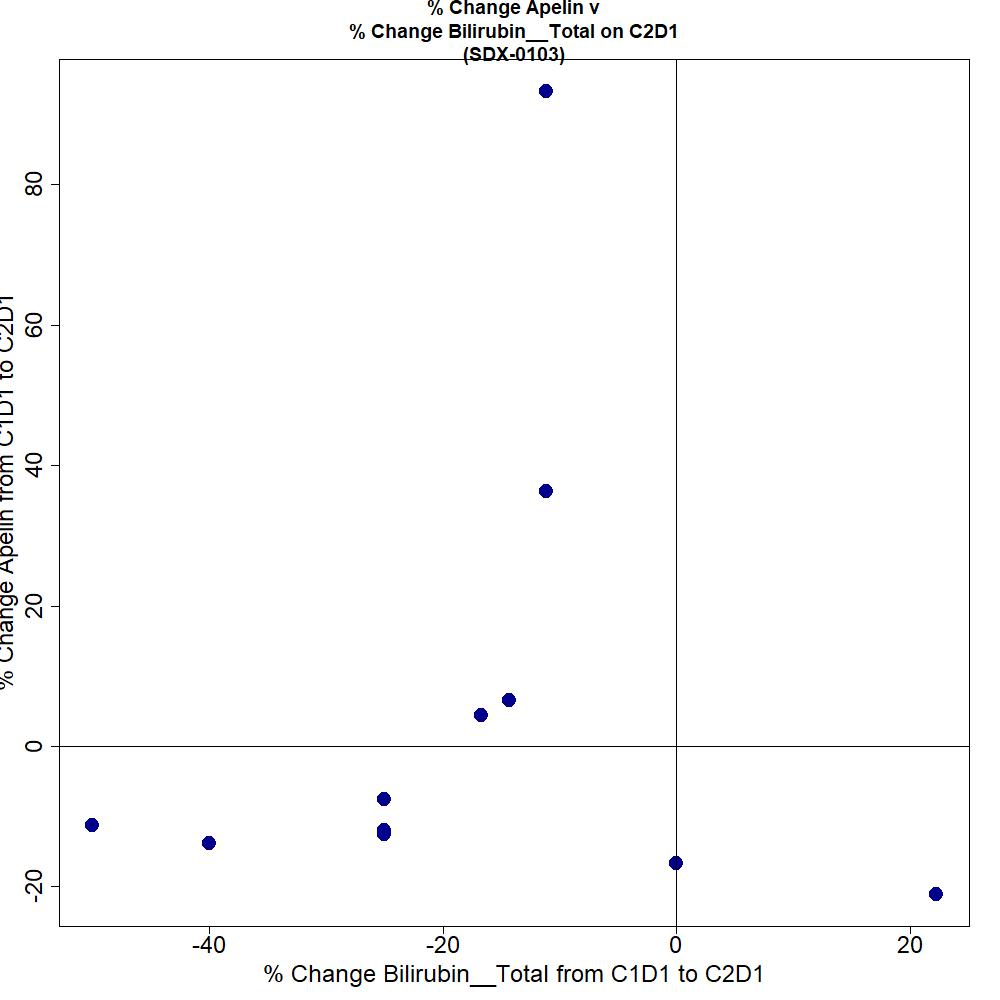 % Change Apelin v
% Change Bilirubin__Total on C2D1
(SDX-0103)
% Change Apelin from C1D1 to C2D1
80
60
40
20
0
-20
-40
-20
0
20
% Change Bilirubin__Total from C1D1 to C2D1